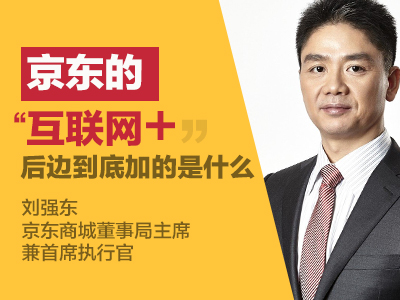 京东的
“互联网＋”
后边到底加的是什么
刘强东
京东商城董事局主席
兼首席执行官